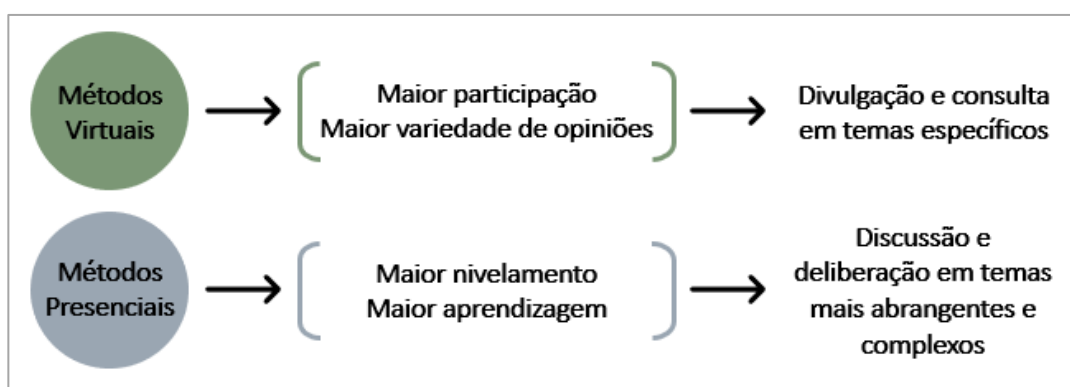 Métodos
Virtuais
Maior participação
Maior variedade de opiniões
Divulgação e consulta
em temas específicos
Métodos
Presenciais
Maior nivelamento
Maior aprendizagem
Discussão e
deliberação em temas
mais abrangentes e
complexos